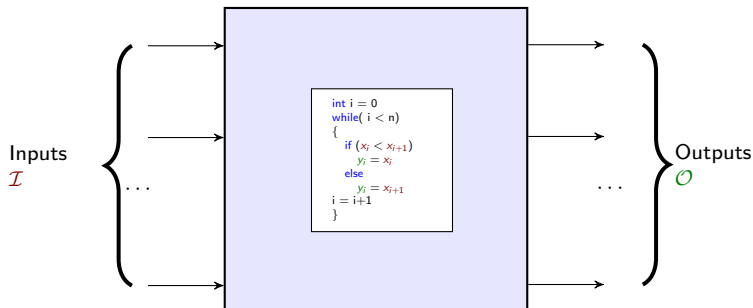 Inputs
ℐ
. . .
int i = 0
while( i < n)
{
if (xᵢ < xᵢ₊₁)
yᵢ = xᵢ
else
yᵢ = xᵢ₊₁
i = i+1
}
. . .
Outputs
𝒪